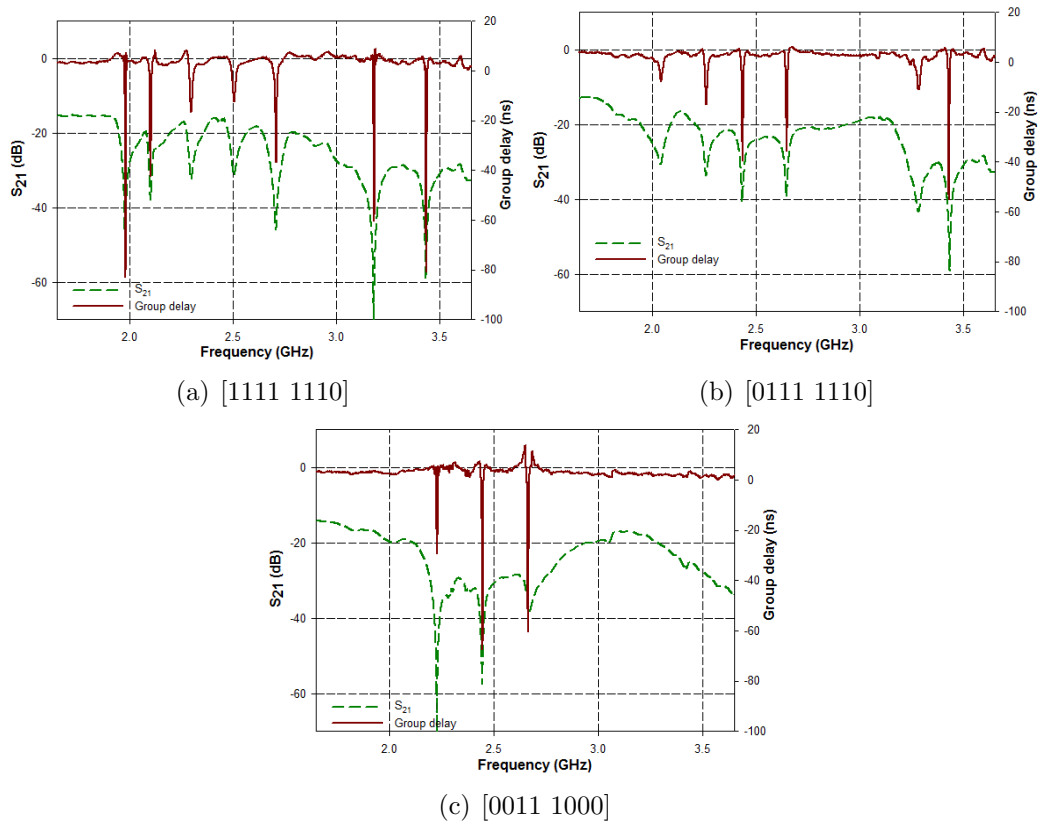 20
0
-20
-40
-60
S21 (dB)
20
0
-20
-40
-60
-80
-100
Group delay (ns)
S21
Group delay
2.0
2.5
3.0
3.5
Frequency (GHz)
(a) [1111 1110]
0
-20
-40
-60
S21 (dB)
20
0
-20
-40
-60
-80
-100
Group delay (ns)
S21
Group delay
2.0
2.5
3.0
3.5
Frequency (GHz)
(b) [0111 1110]
0
-20
-40
-60
S21 (dB)
20
0
-20
-40
-60
-80
-100
Group delay (ns)
S21
Group delay
2.0
2.5
3.0
3.5
Frequency (GHz)
(c) [0011 1000]